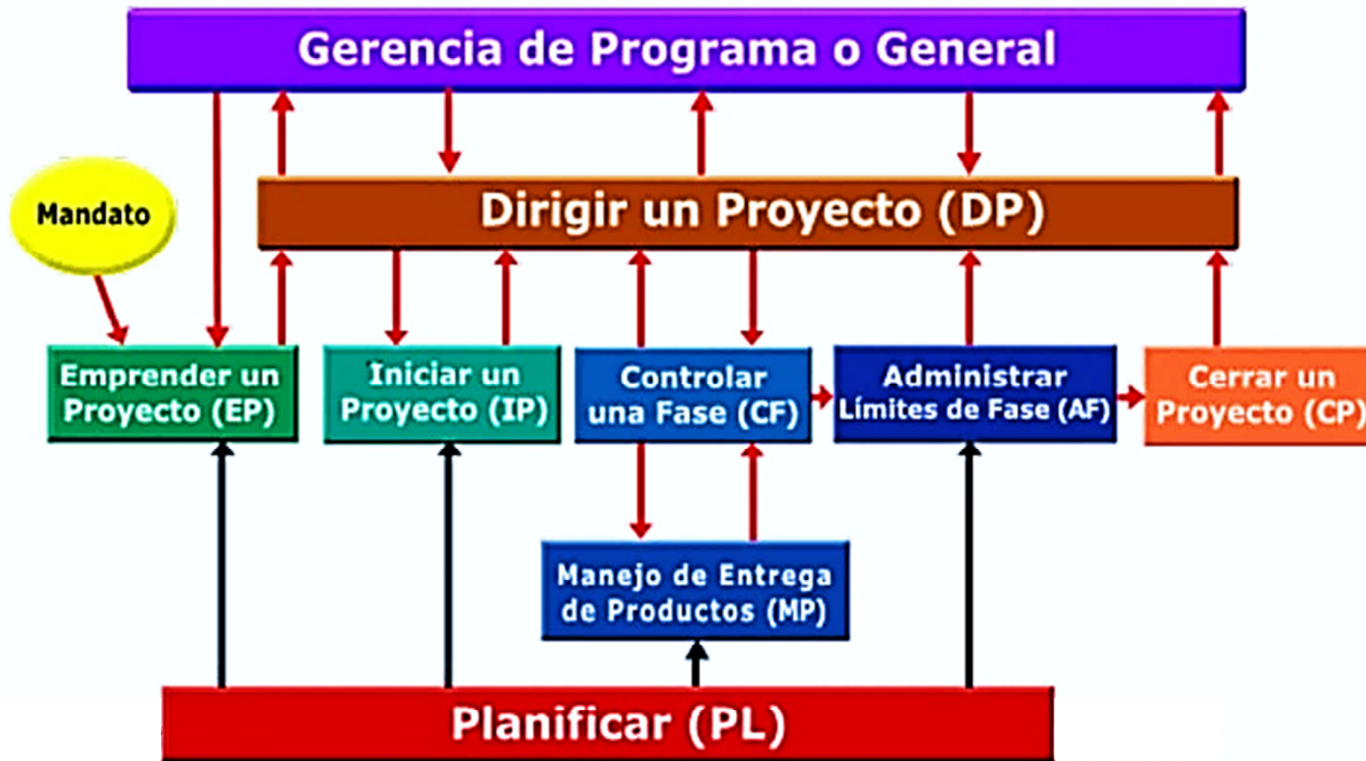 Gerencia de Programa o General
Dirigir un Proyecto (DP)
Mandato
Emprender un
Proyecto (EP)
Iniciar un
Proyecto (IP)
Controlar
una Fase (CF)
Administrar
Límites de Fase (AF)
Cerrar un
Proyecto (CP)
Manejo de Entrega
de Productos (MP)
Planificar (PL)